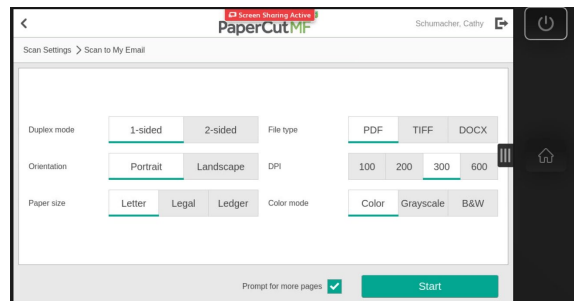 Screen Sharing Active
PaperCutMF
Schumacher, Cathy
Scan Settings > Scan to My Email
Duplex mode 1-sided 2-sided File type PDF TIFF DOCX
Orientation Portrait Landscape DPI 100 200 300 600
Paper size Letter Legal Ledger Color mode Color Grayscale B&W
Prompt for more pages Start